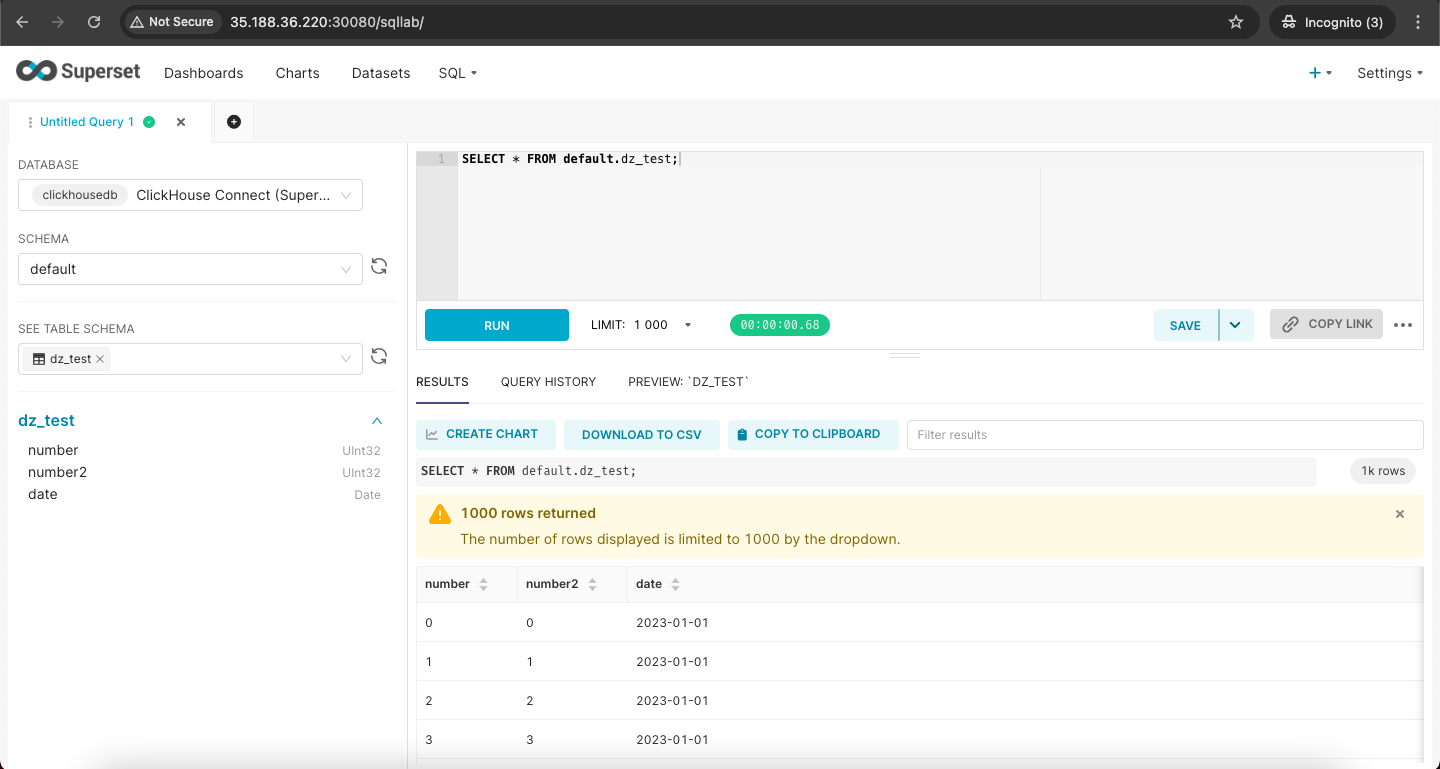 Not Secure 35.188.36.220:30080/sqllab/ Incognito (3)
Superset Dashboards Charts Datasets SQL + Settings
Untitled Query 1
DATABASE
clickhousedb ClickHouse Connect (Super...
SCHEMA
default
SEE TABLE SCHEMA
dz_test
dz_test
number UInt32
number2 UInt32
date Date
1 SELECT * FROM default.dz_test;
RUN LIMIT: 1 000 00:00:00.68 SAVE COPY LINK
RESULTS QUERY HISTORY PREVIEW: `DZ_TEST`
CREATE CHART DOWNLOAD TO CSV COPY TO CLIPBOARD Filter results
SELECT * FROM default.dz_test; 1k rows
1000 rows returned
The number of rows displayed is limited to 1000 by the dropdown.
number number2 date
0 0 2023-01-01
1 1 2023-01-01
2 2 2023-01-01
3 3 2023-01-01